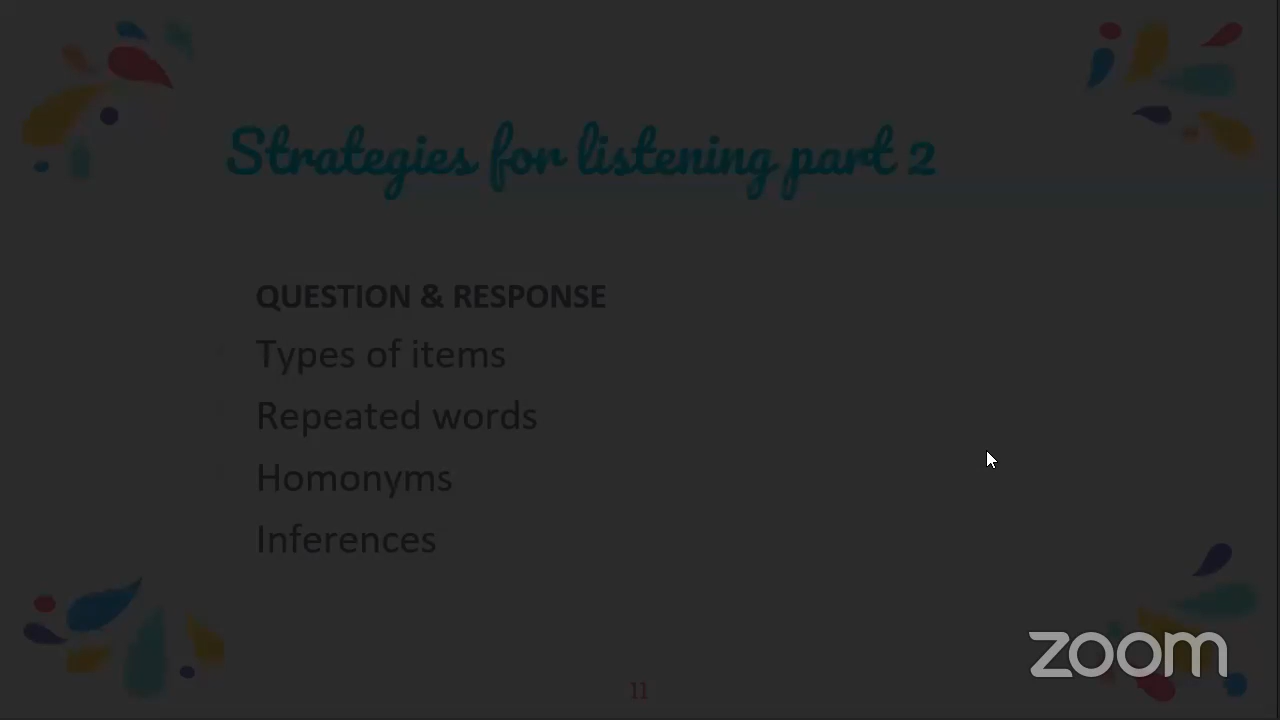 Strategies for listening part 2
QUESTION & RESPONSE
Types of items
Repeated words
Homonyms
Inferences
zoom
11